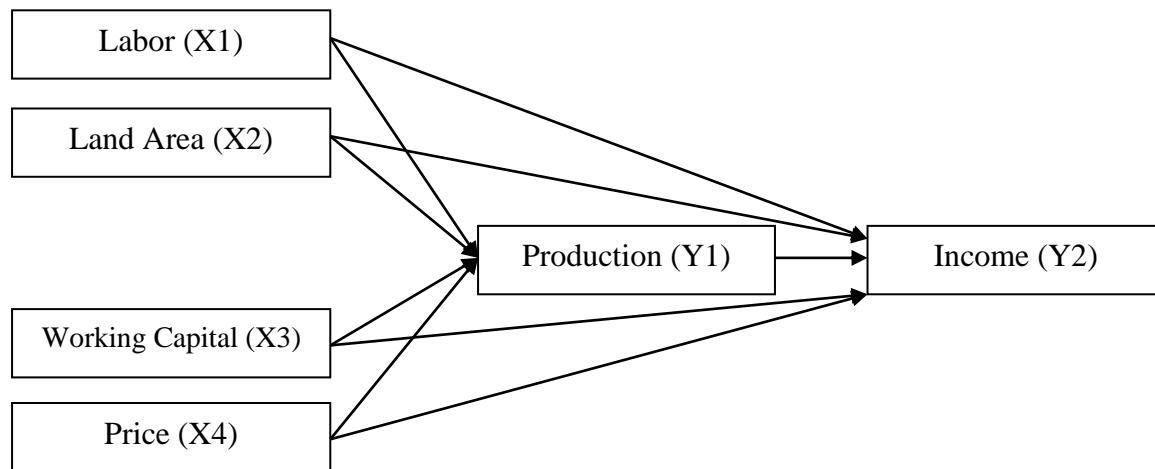 Labor (X1)
Land Area (X2)
Production (Y1)
Income (Y2)
Working Capital (X3)
Price (X4)